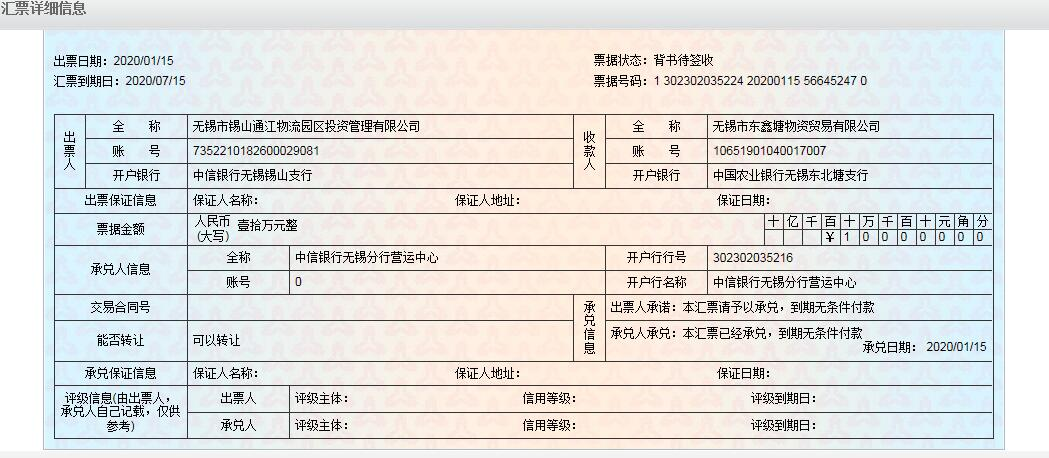 汇票详细信息
出票日期：2020/01/15 票据状态：背书待签收
汇票到期日：2020/07/15 票据号码：1 302302035224 20200115 56645247 0
出票人 全 称 无锡市锡山通江物流园区投资管理有限公司 收款人 全 称 无锡市东鑫塘物资贸易有限公司
账 号 7352210182600029081 账 号 10651901040017007
开户银行 中信银行无锡锡山支行 开户银行 中国农业银行无锡东北塘支行
出票保证信息 保证人名称： 保证人地址： 保证日期：
票据金额 人民币(大写) 壹拾万元整 十 亿 千 百 十 万 千 百 十 元 角 分
¥ 1 0 0 0 0 0 0 0
承兑人信息 全称 中信银行无锡分行营运中心 开户行行号 302302035216
账号 0 开户行名称 中信银行无锡分行营运中心
交易合同号 承兑信息 出票人承诺：本汇票请予以承兑，到期无条件付款
能否转让 可以转让 承兑人承兑：本汇票已经承兑，到期无条件付款
承兑日期： 2020/01/15
承兑保证信息 保证人名称： 保证人地址： 保证日期：
评级信息(由出票人，承兑人自己记载，仅供参考) 出票人 评级主体： 信用等级： 评级到期日：
承兑人 评级主体： 信用等级： 评级到期日：